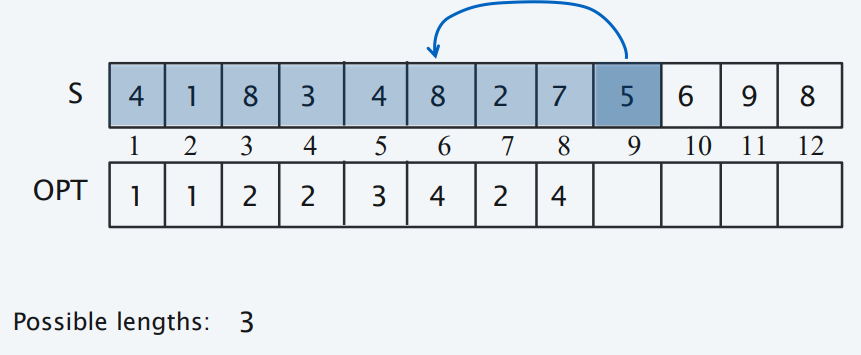 S 4 1 8 3 4 8 2 7 5 6 9 8
1 2 3 4 5 6 7 8 9 10 11 12
OPT 1 1 2 2 3 4 2 4
Possible lengths: 3